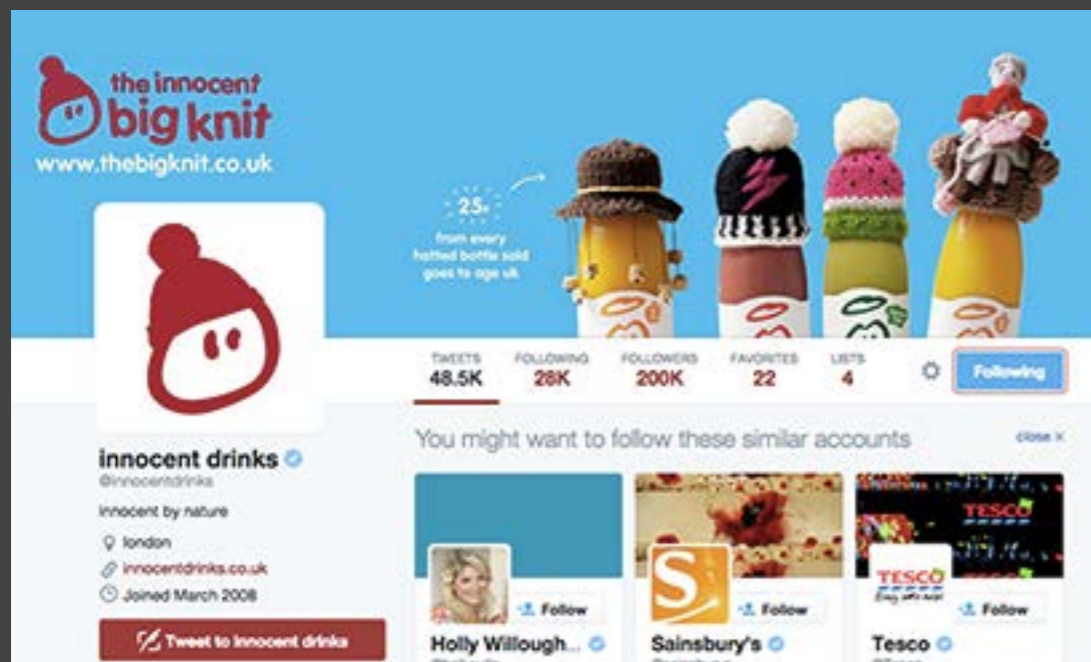 the innocent
big knit
www.thebigknit.co.uk
25p
from every
hatted bottle sold
goes to age uk
TWEETS
48.5K
FOLLOWING
28K
FOLLOWERS
200K
FAVORITES
22
LISTS
4
Following
innocent drinks
@innocentdrinks
innocent by nature
london
innocentdrinks.co.uk
Joined March 2008
Tweet to innocent drinks
You might want to follow these similar accounts
close X
Follow
Holly Willough...
S
Follow
Sainsbury's
TESCO
TESCO
Follow
Tesco